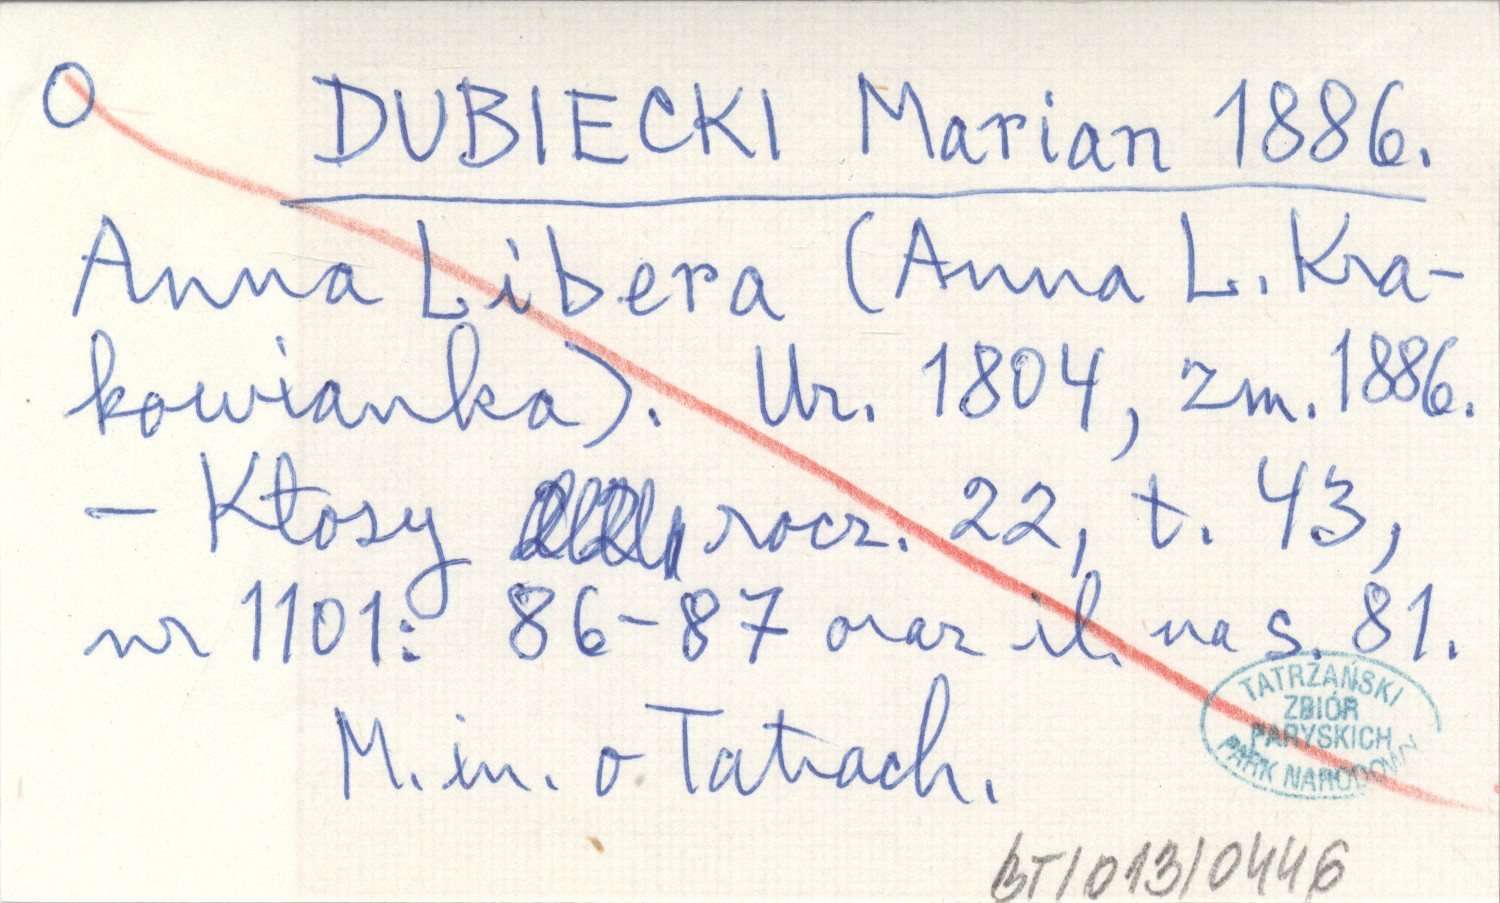 O DUBIECKI Marian 1886.
Anna Libera (Anna L. Kra-
kowianka). Ur. 1804, zm. 1886.
- Kłosy rocz. 22, t. 43,
nr 1101: 86-87 oraz il. na s. 81.
M. in. o Tatrach.
TATRZAŃSKI
ZBIÓR
PARYSKICH
PARK NARODOWY
BT/013/0446